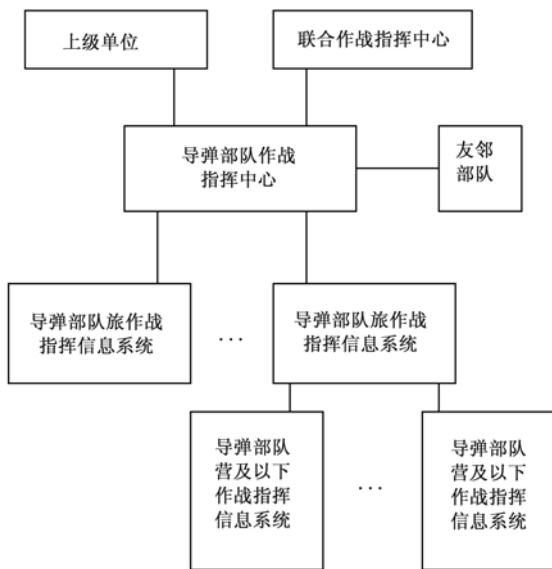 上级单位
联合作战指挥中心
导弹部队作战
指挥中心
友邻
部队
导弹部队旅作战
指挥信息系统
...
导弹部队旅作战
指挥信息系统
导弹部队
营及以下
作战指挥
信息系统
...
导弹部队
营及以下
作战指挥
信息系统